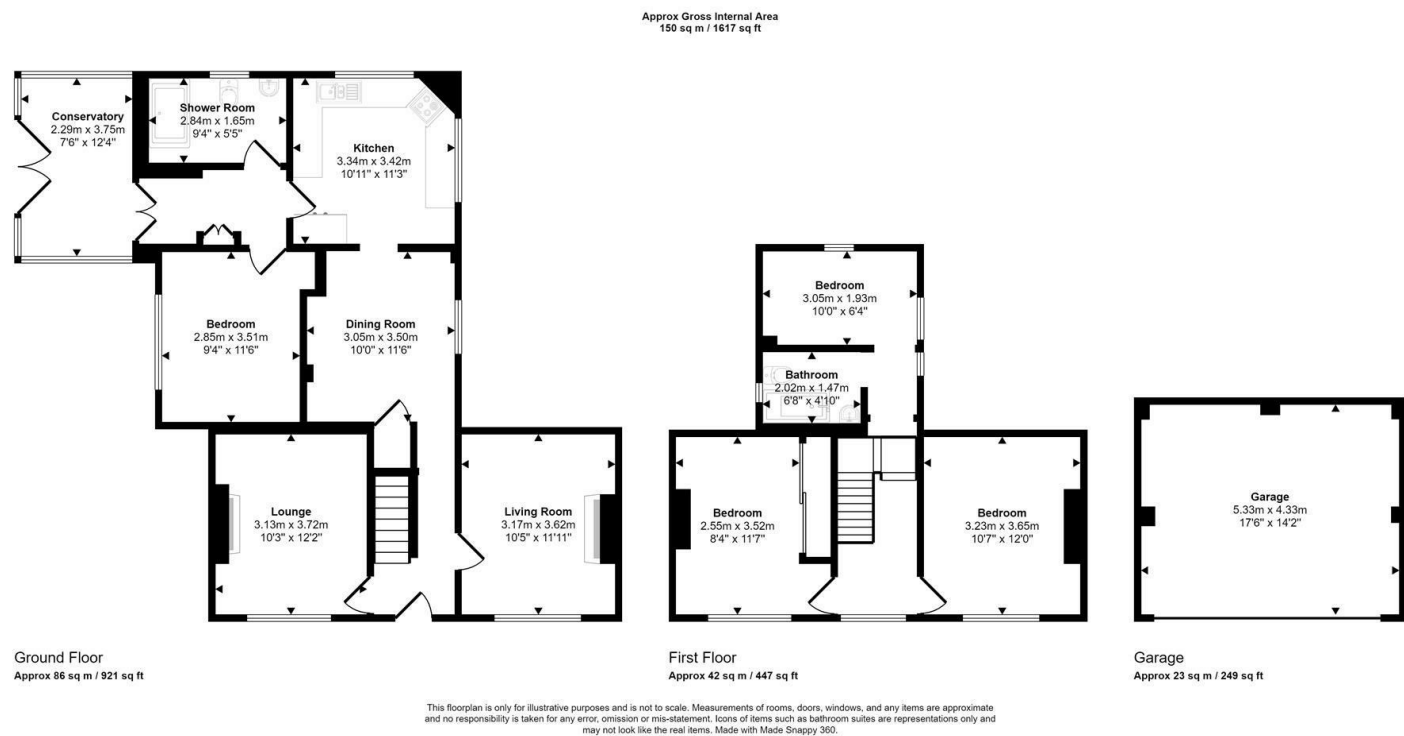 Approx Gross Internal Area
150 sq m / 1617 sq ft
Conservatory
2.29m x 3.75m
7'6" x 12'4"
Shower Room
2.84m x 1.65m
9'4" x 5'5"
Kitchen
3.34m x 3.42m
10'11" x 11'3"
Bedroom
2.85m x 3.51m
9'4" x 11'6"
Dining Room
3.05m x 3.50m
10'0" x 11'6"
Lounge
3.13m x 3.72m
10'3" x 12'2"
Living Room
3.17m x 3.62m
10'5" x 11'11"
Ground Floor
Approx 86 sq m / 921 sq ft
Bedroom
3.05m x 1.93m
10'0" x 6'4"
Bathroom
2.02m x 1.47m
6'8" x 4'10"
Bedroom
2.55m x 3.52m
8'4" x 11'7"
Bedroom
3.23m x 3.65m
10'7" x 12'0"
First Floor
Approx 42 sq m / 447 sq ft
Garage
5.33m x 4.33m
17'6" x 14'2"
Garage
Approx 23 sq m / 249 sq ft
This floorplan is only for illustrative purposes and is not to scale. Measurements of rooms, doors, windows, and any items are approximate
and no responsibility is taken for any error, omission or mis-statement. Icons of items such as bathroom suites are representations only and
may not look like the real items. Made with Made Snappy 360.